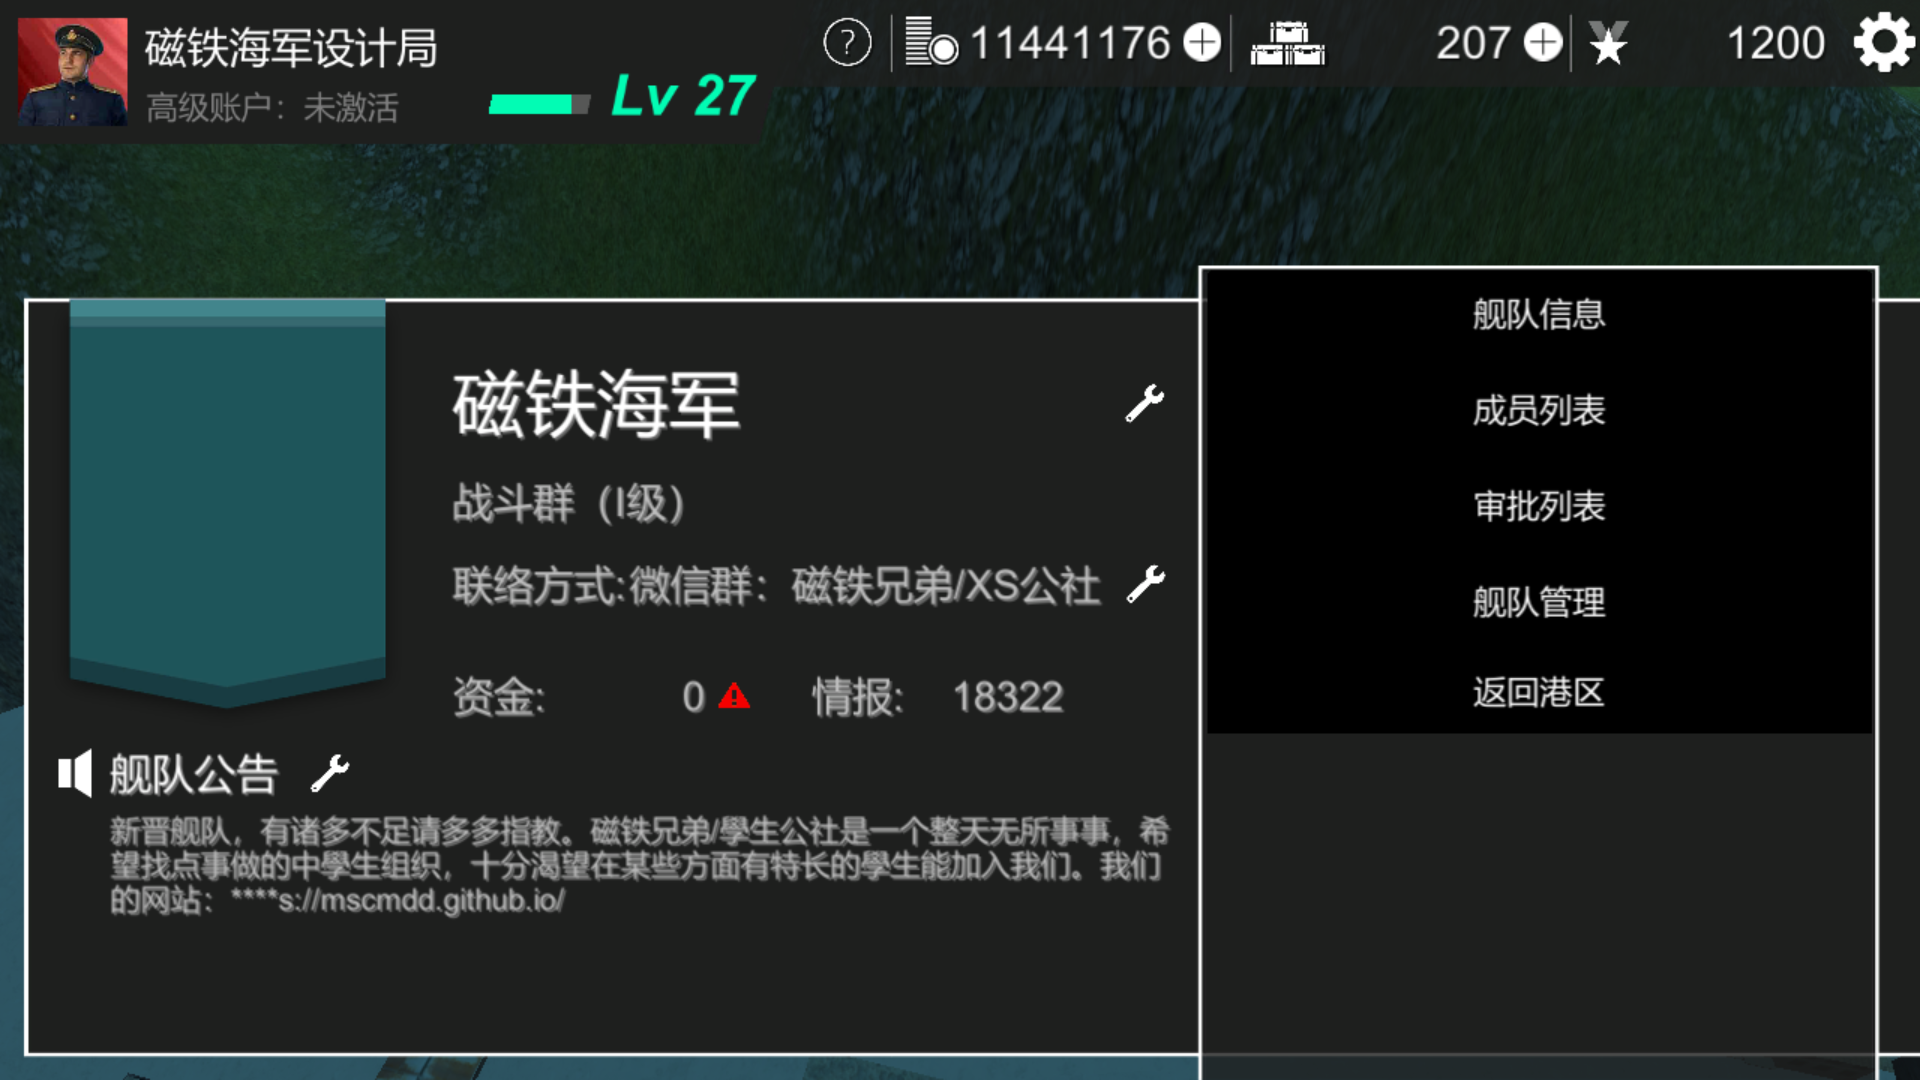 磁铁海军设计局
高级账户：未激活
Lv 27
?
11441176
207
1200
磁铁海军
战斗群（I级）
联络方式:微信群：磁铁兄弟/XS公社
资金: 0
情报: 18322
舰队公告
新晋舰队，有诸多不足请多多指教。磁铁兄弟/學生公社是一个整天无所事事，希
望找点事做的中學生组织，十分渴望在某些方面有特长的學生能加入我们。我们
的网站：****s://mscmdd.github.io/
舰队信息
成员列表
审批列表
舰队管理
返回港区